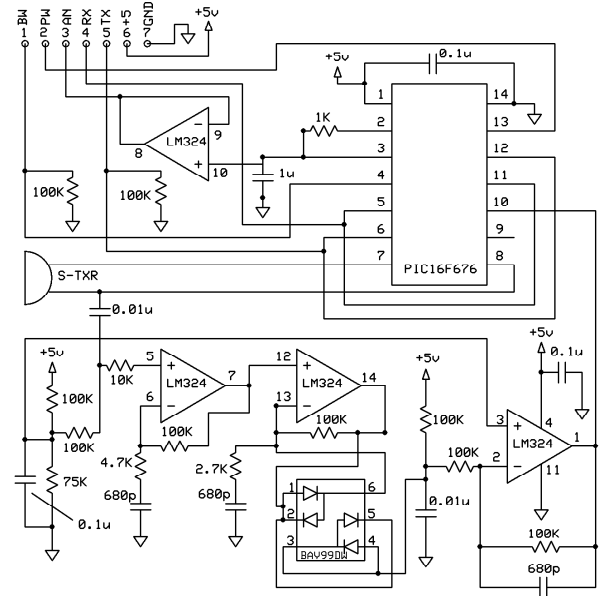 BW PW AN RX TX +5 GND
1 2 3 4 5 6 7
+5v
+5v
0.1u
1 14
2 13
3 12
4 11
5 10
6 9
7 8
PIC16F676
1K
LM324
8
9
10
1u
100K
100K
S-TXR
0.01u
+5v
100K
10K
100K
75K
0.1u
5
6
7
LM324
100K
4.7K
680p
12
13
14
LM324
100K
2.7K
680p
1 6
2 5
3 4
BAV99DW
+5v
100K
100K
0.01u
+5v
0.1u
3
2
4
1
11
LM324
100K
680p